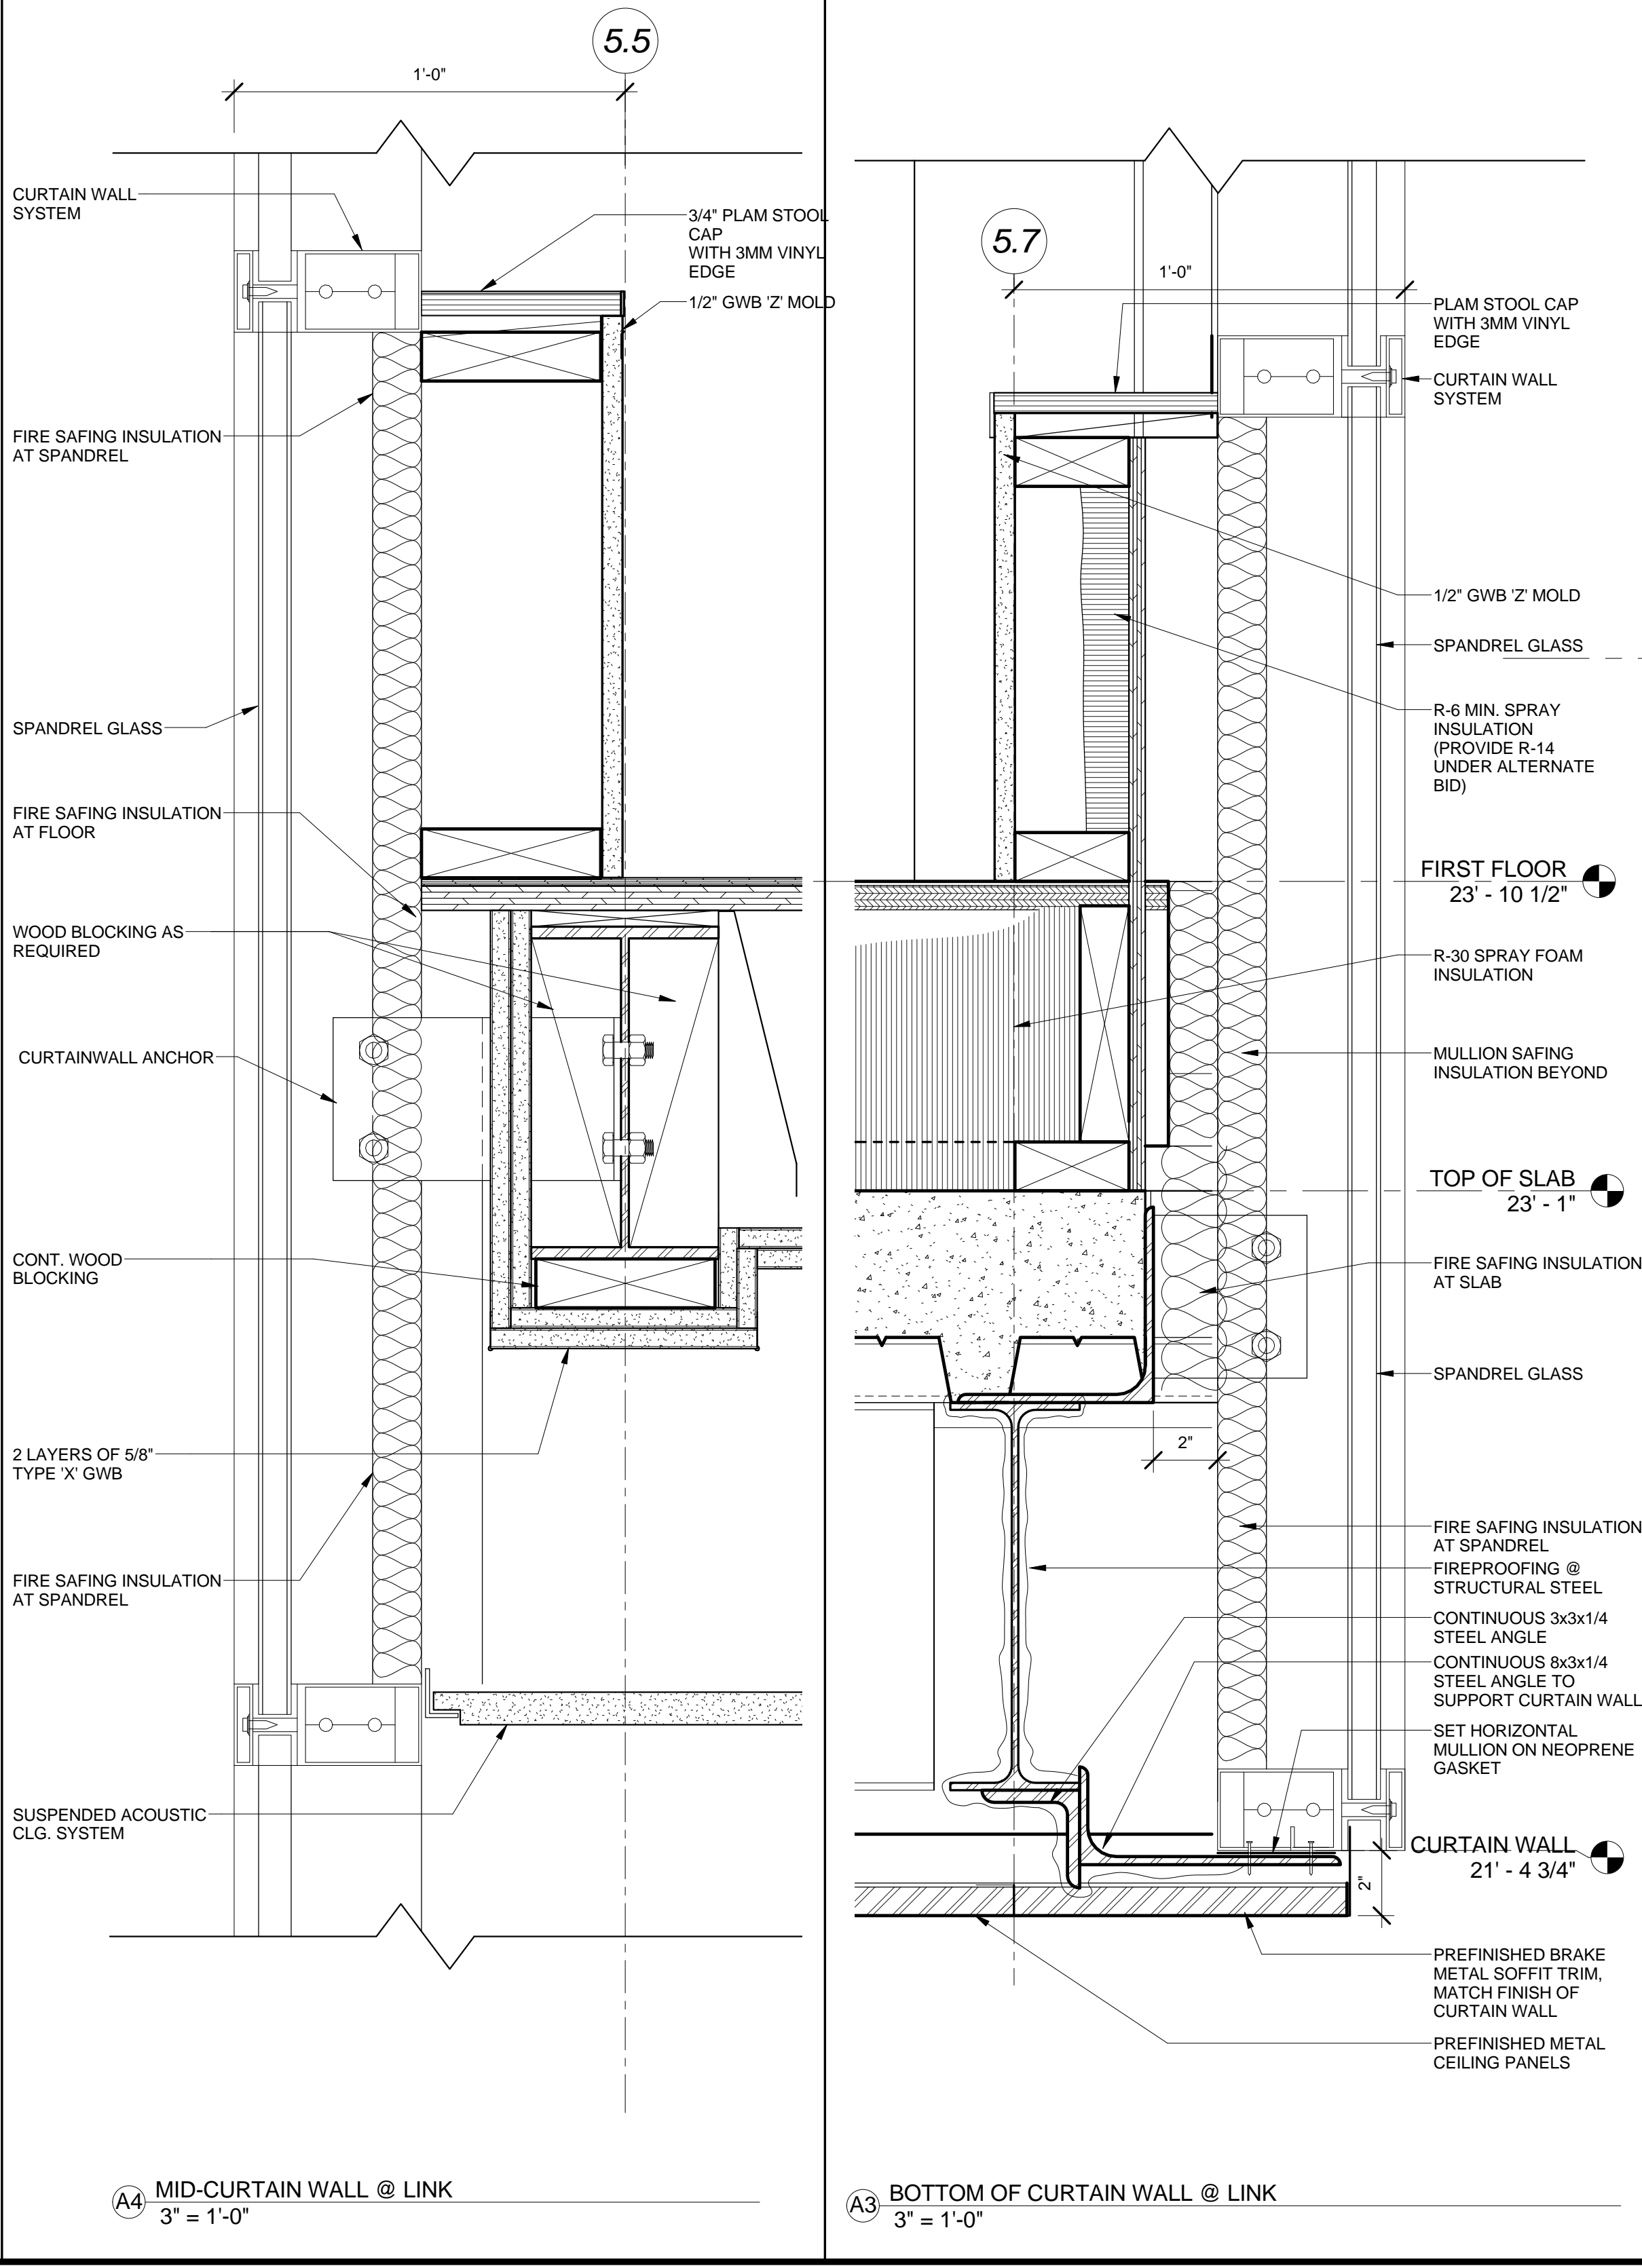 5.5
1'-0"
CURTAIN WALL
SYSTEM
3/4" PLAM STOOL
CAP
WITH 3MM VINYL
EDGE
1/2" GWB 'Z' MOLD
FIRE SAFING INSULATION
AT SPANDREL
SPANDREL GLASS
FIRE SAFING INSULATION
AT FLOOR
WOOD BLOCKING AS
REQUIRED
CURTAINWALL ANCHOR
CONT. WOOD
BLOCKING
2 LAYERS OF 5/8"
TYPE 'X' GWB
FIRE SAFING INSULATION
AT SPANDREL
SUSPENDED ACOUSTIC
CLG. SYSTEM
A4
MID-CURTAIN WALL @ LINK
3" = 1'-0"
5.7
1'-0"
PLAM STOOL CAP
WITH 3MM VINYL
EDGE
CURTAIN WALL
SYSTEM
1/2" GWB 'Z' MOLD
SPANDREL GLASS
R-6 MIN. SPRAY
INSULATION
(PROVIDE R-14
UNDER ALTERNATE
BID)
FIRST FLOOR
23' - 10 1/2"
R-30 SPRAY FOAM
INSULATION
MULLION SAFING
INSULATION BEYOND
TOP OF SLAB
23' - 1"
FIRE SAFING INSULATION
AT SLAB
SPANDREL GLASS
2"
FIRE SAFING INSULATION
AT SPANDREL
FIREPROOFING @
STRUCTURAL STEEL
CONTINUOUS 3x3x1/4
STEEL ANGLE
CONTINUOUS 8x3x1/4
STEEL ANGLE TO
SUPPORT CURTAIN WALL
SET HORIZONTAL
MULLION ON NEOPRENE
GASKET
CURTAIN WALL
21' - 4 3/4"
2"
PREFINISHED BRAKE
METAL SOFFIT TRIM,
MATCH FINISH OF
CURTAIN WALL
PREFINISHED METAL
CEILING PANELS
A3
BOTTOM OF CURTAIN WALL @ LINK
3" = 1'-0"